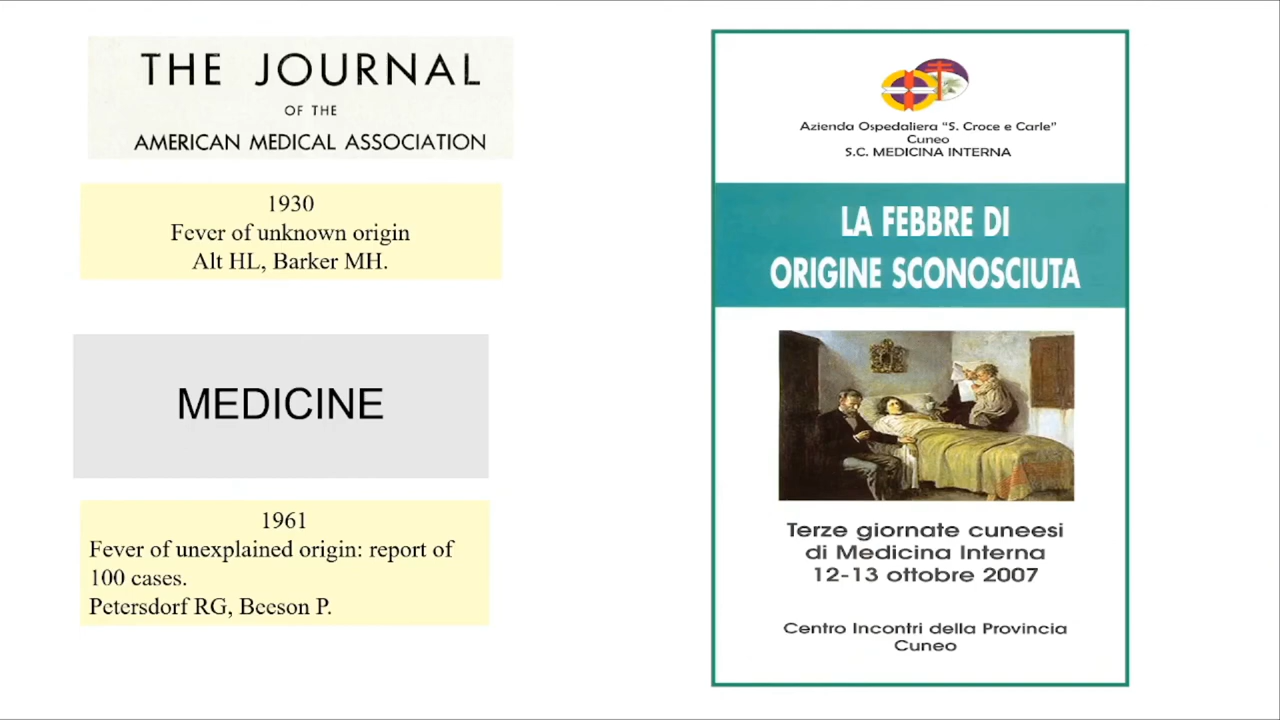 THE JOURNAL
OF THE
AMERICAN MEDICAL ASSOCIATION
1930
Fever of unknown origin
Alt HL, Barker MH.
MEDICINE
1961
Fever of unexplained origin: report of
100 cases.
Petersdorf RG, Beeson P.
Azienda Ospedaliera “S. Croce e Carle”
Cuneo
S.C. MEDICINA INTERNA
LA FEBBRE DI
ORIGINE SCONOSCIUTA
Terze giornate cuneesi
di Medicina Interna
12-13 ottobre 2007
Centro Incontri della Provincia
Cuneo